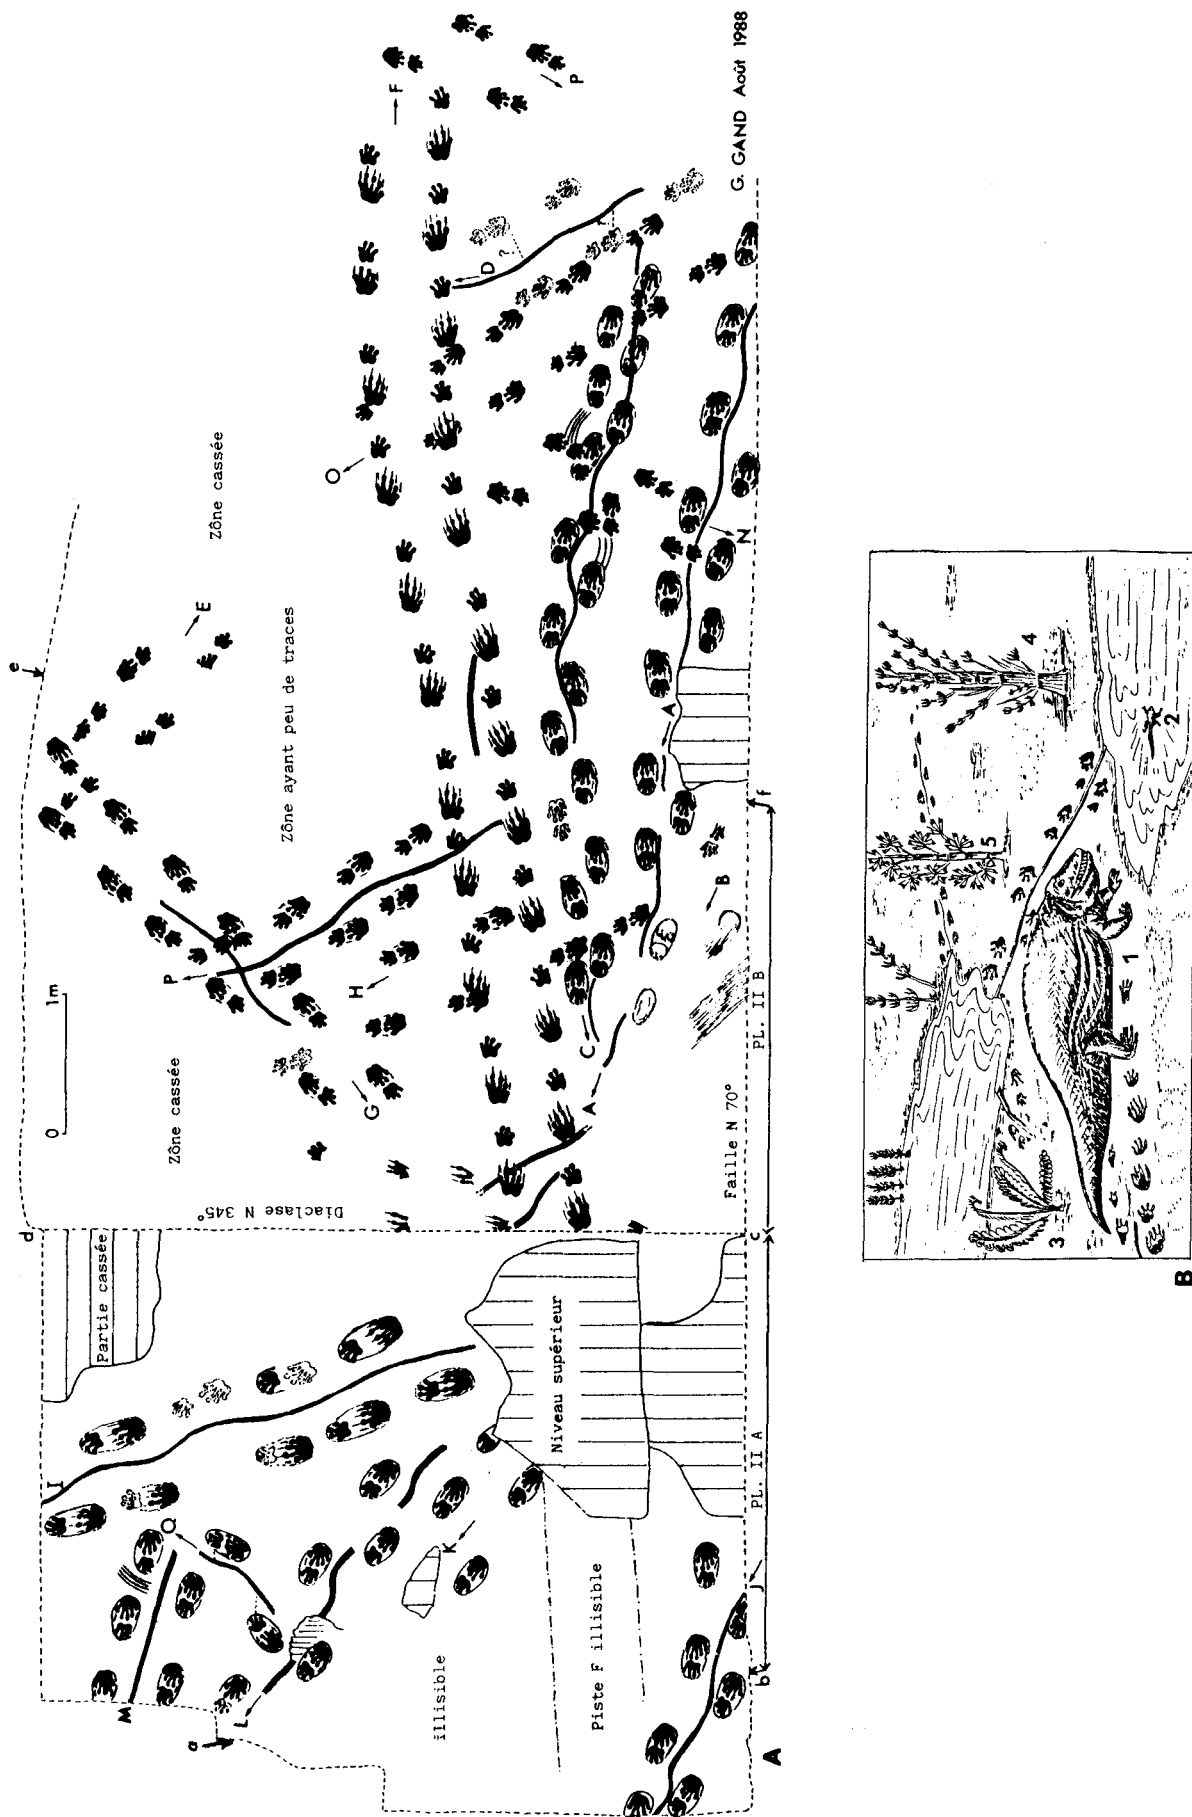 G. GAND Août 1988
F
P
O
D
?
Zône cassée
E
e
Zône ayant peu de traces
N
A
f
B
P
H
G
C
A
1m
0
Zône cassée
PL. II B
Faille N 70°
Diaclase N 345°
d
c
Partie cassée
Niveau supérieur
I
Q
K
PL. II A
J
b
M
L
a
illisible
Piste F illisible
A
1
2
3
4
5
B